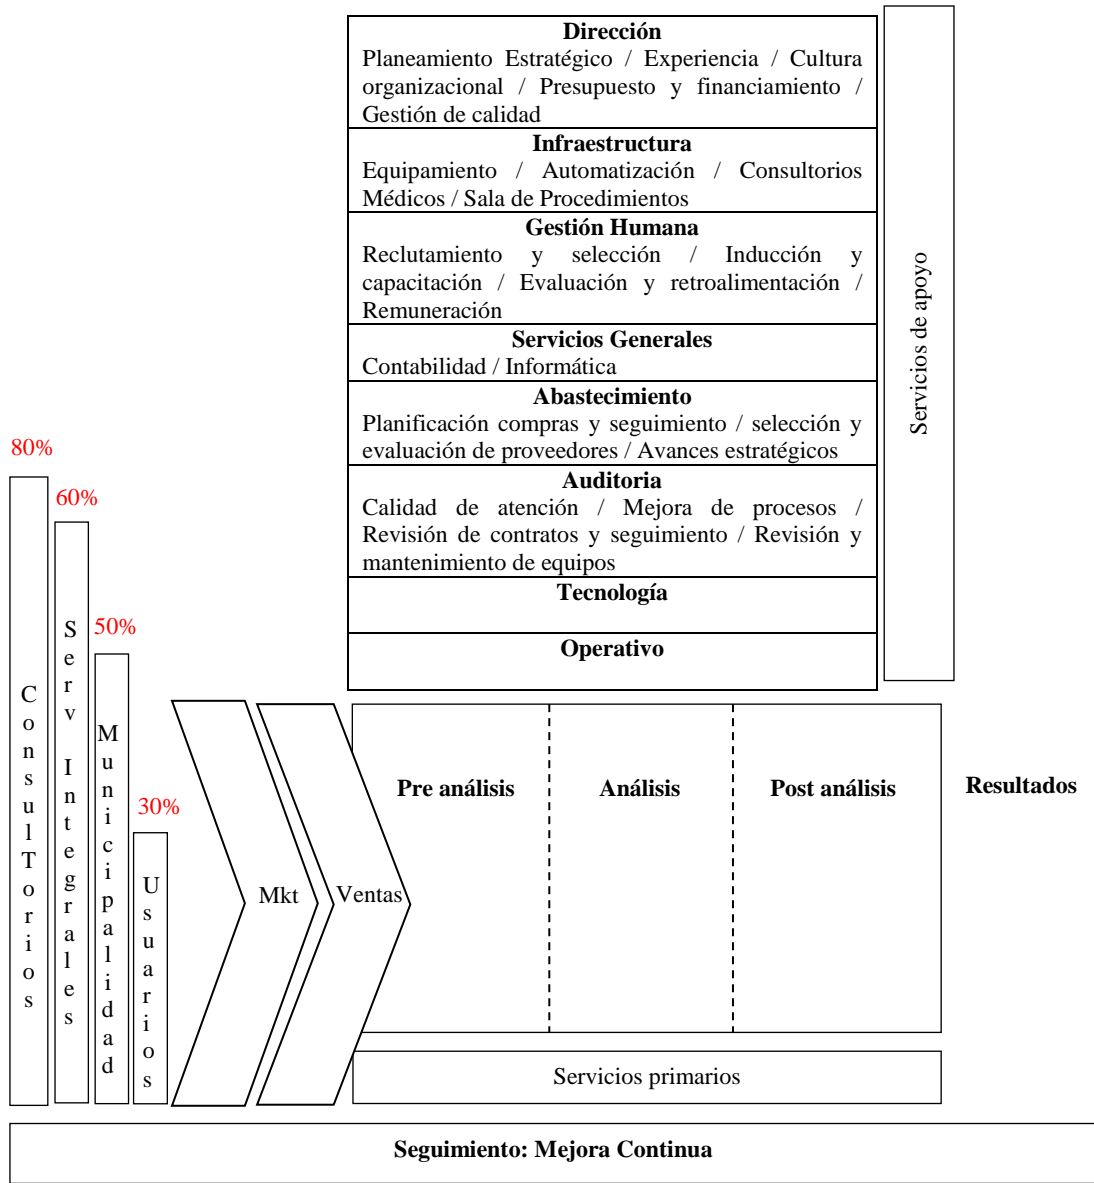 Dirección
Planeamiento Estratégico / Experiencia / Cultura
organizacional / Presupuesto y financiamiento /
Gestión de calidad
Infraestructura
Equipamiento / Automatización / Consultorios
Médicos / Sala de Procedimientos
Gestión Humana
Reclutamiento y selección / Inducción y
capacitación / Evaluación y retroalimentación /
Remuneración
Servicios Generales
Contabilidad / Informática
Abastecimiento
Planificación compras y seguimiento / selección y
evaluación de proveedores / Avances estratégicos
Auditoria
Calidad de atención / Mejora de procesos /
Revisión de contratos y seguimiento / Revisión y
mantenimiento de equipos
Tecnología
Operativo
Servicios de apoyo
80%
ConsulTorios
60%
Serv Integrales
50%
Municipalidad
30%
Usuarios
Mkt
Ventas
Pre análisis
Análisis
Post análisis
Resultados
Servicios primarios
Seguimiento: Mejora Continua